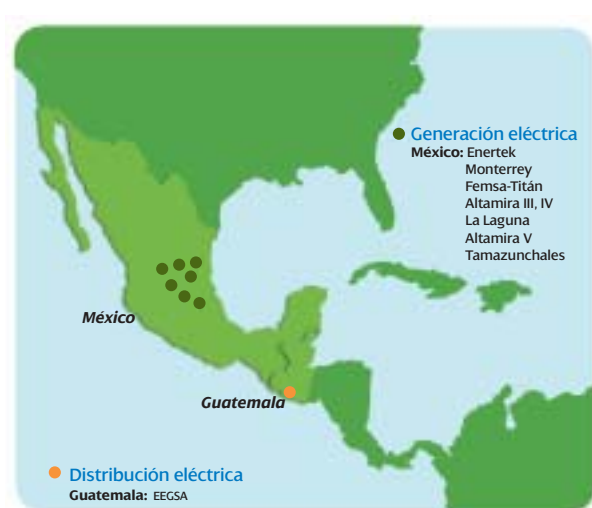 Generación eléctrica
México: Enertek
Monterrey
Femsa-Titán
Altamira III, IV
La Laguna
Altamira V
Tamazunchales
México
Guatemala
Distribución eléctrica
Guatemala: EEGSA